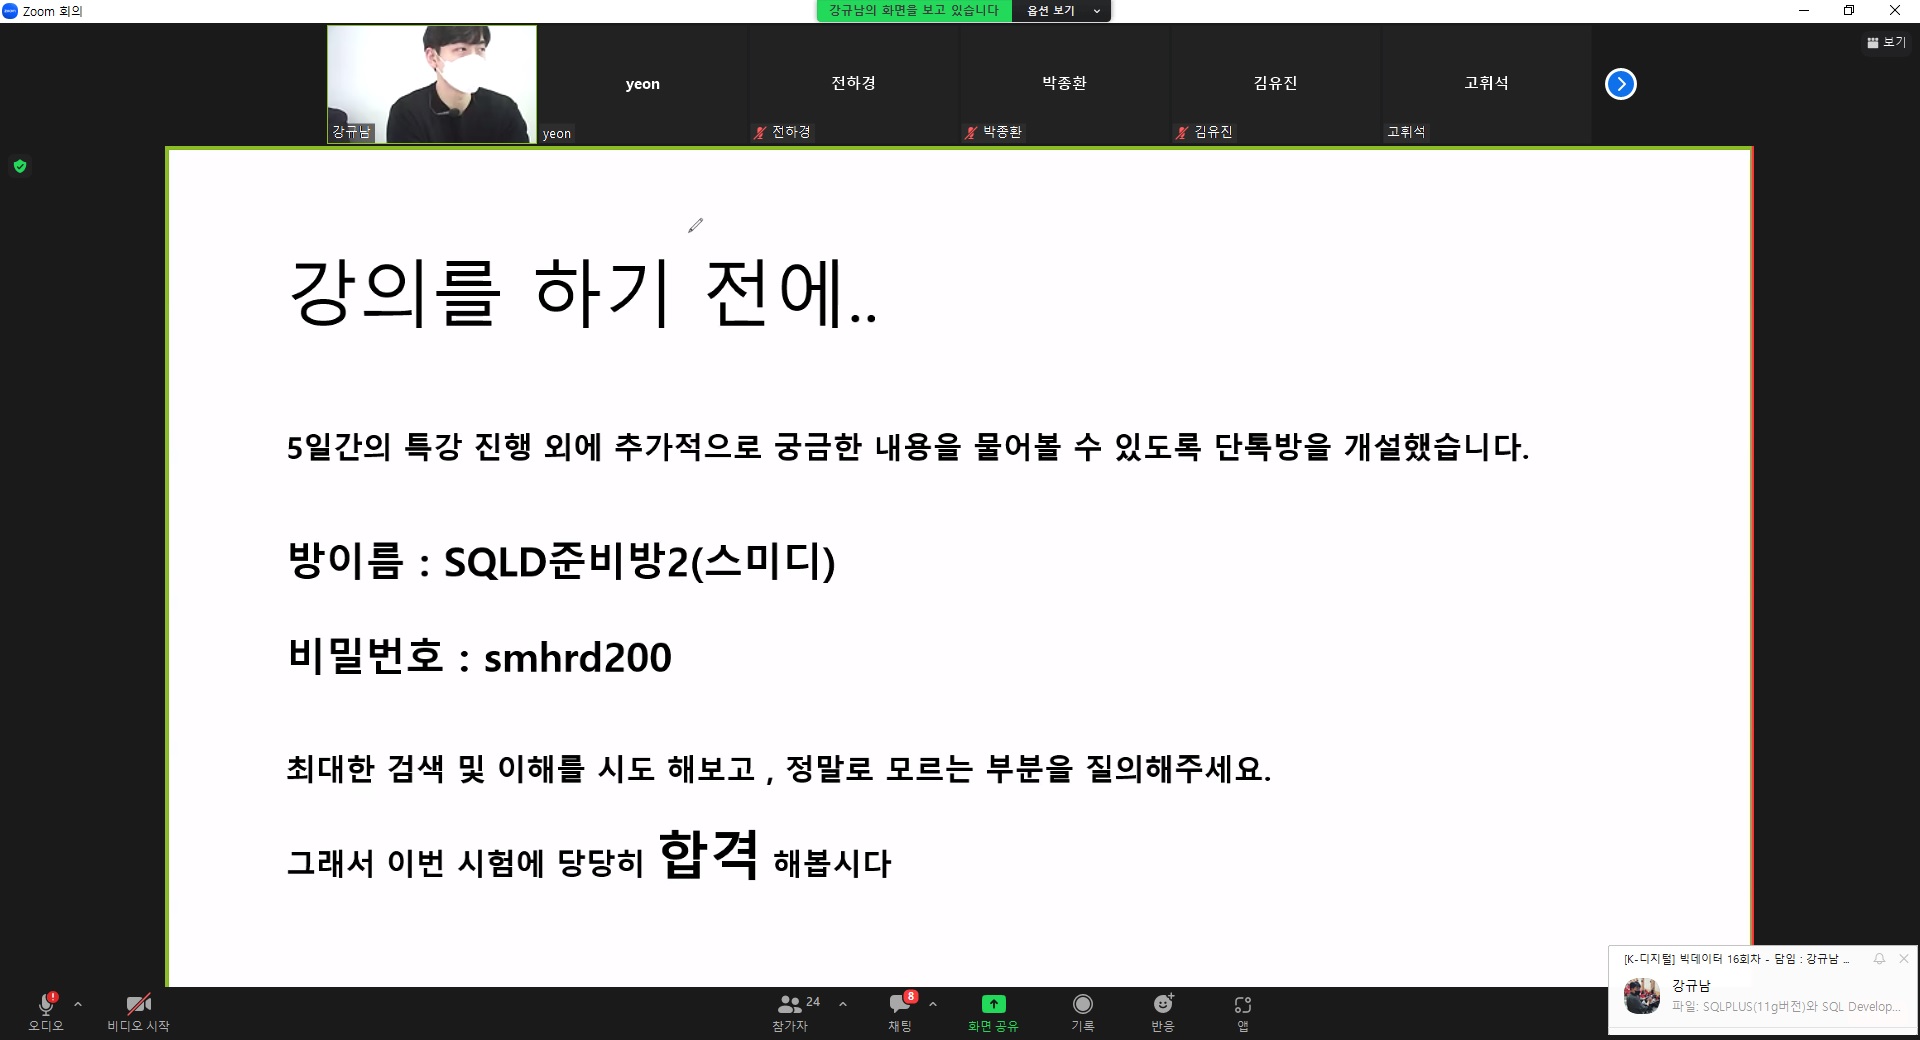 Zoom 회의
강규남의 화면을 보고 있습니다
옵션 보기
보기
강규남
yeon
yeon
전하경
전하경
박종환
박종환
김유진
김유진
고휘석
고휘석
강의를 하기 전에..
5일간의 특강 진행 외에 추가적으로 궁금한 내용을 물어볼 수 있도록 단톡방을 개설했습니다.
방이름 : SQLD준비방2(스미디)
비밀번호 : smhrd200
최대한 검색 및 이해를 시도 해보고 , 정말로 모르는 부분을 질의해주세요.
그래서 이번 시험에 당당히 합격 해봅시다
[K-디지털] 빅데이터 16회차 - 담임 : 강규남 ...
강규남
파일: SQLPLUS(11g버전)와 SQL Develop...
오디오
비디오 시작
24
참가자
8
채팅
화면 공유
기록
반응
앱